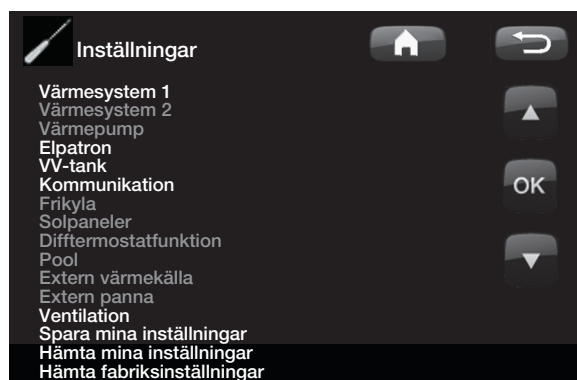 Inställningar
Värmesystem 1
Värmesystem 2
Värmepump
Elpatron
VV-tank
Kommunikation
OK
Frikyla
Solpaneler
Difftermostatfunktion
Pool
Extern värmekälla
Extern panna
Ventilation
Spara mina inställningar
Hämta mina inställningar
Hämta fabriksinställningar